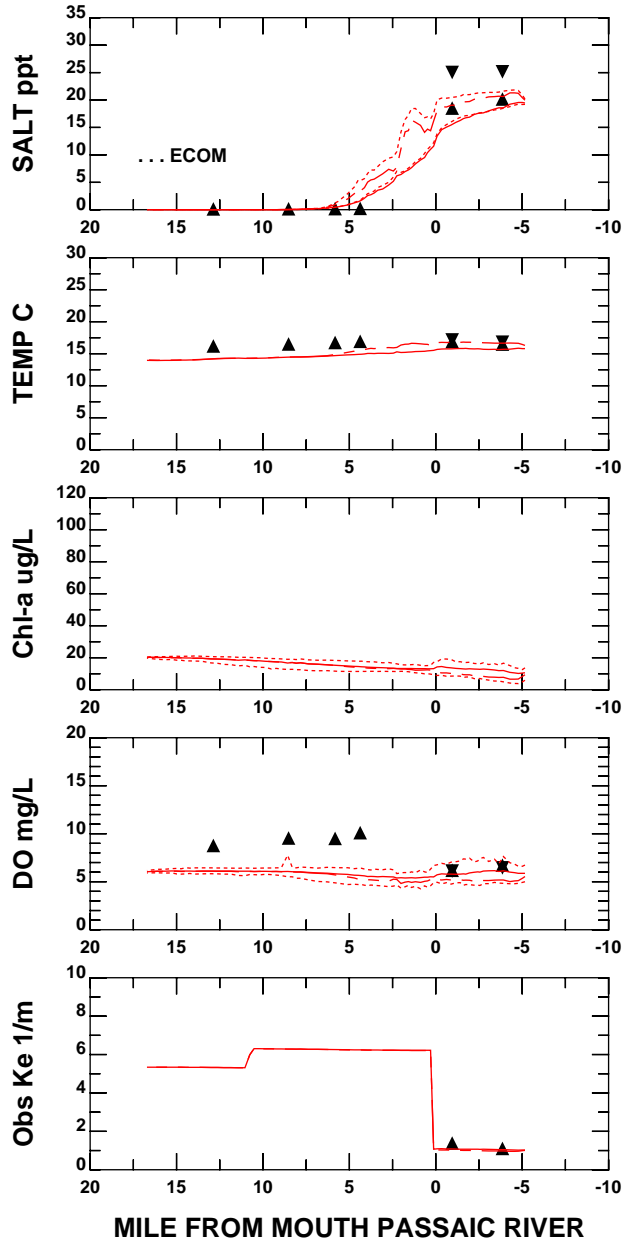 SALT ppt
35
30
25
20
15
10
5
0
. . . ECOM
20 15 10 5 0 -5 -10
TEMP C
30
25
20
15
10
5
0
20 15 10 5 0 -5 -10
Chl-a ug/L
120
100
80
60
40
20
0
20 15 10 5 0 -5 -10
DO mg/L
20
15
10
5
0
20 15 10 5 0 -5 -10
Obs Ke 1/m
10
8
6
4
2
0
20 15 10 5 0 -5 -10
MILE FROM MOUTH PASSAIC RIVER